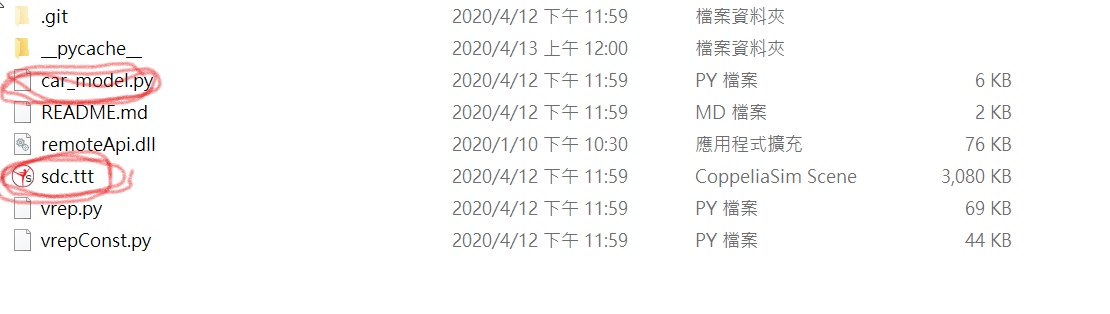 .git 2020/4/12 下午 11:59 檔案資料夾
__pycache__ 2020/4/13 上午 12:00 檔案資料夾
car_model.py 2020/4/12 下午 11:59 PY 檔案 6 KB
README.md 2020/4/12 下午 11:59 MD 檔案 2 KB
remoteApi.dll 2020/1/10 下午 10:30 應用程式擴充 76 KB
sdc.ttt 2020/4/12 下午 11:59 CoppeliaSim Scene 3,080 KB
vrep.py 2020/4/12 下午 11:59 PY 檔案 69 KB
vrepConst.py 2020/4/12 下午 11:59 PY 檔案 44 KB